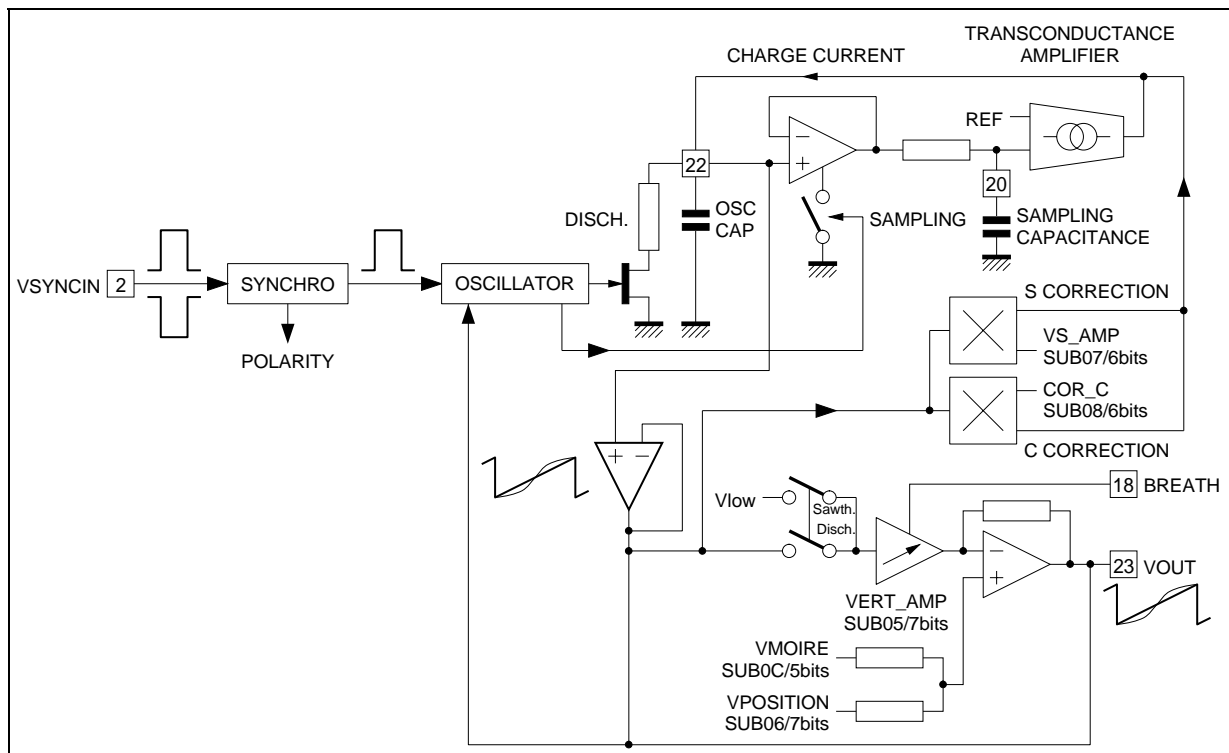 TRANSCONDUCTANCE
AMPLIFIER
CHARGE CURRENT
REF
22
20
DISCH.
OSC
CAP
SAMPLING
SAMPLING
CAPACITANCE
VSYNCIN
2
SYNCHRO
OSCILLATOR
POLARITY
S CORRECTION
VS_AMP
SUB07/6bits
COR_C
SUB08/6bits
C CORRECTION
Vlow
Sawth.
Disch.
18
BREATH
23
VOUT
VERT_AMP
SUB05/7bits
VMOIRE
SUB0C/5bits
VPOSITION
SUB06/7bits